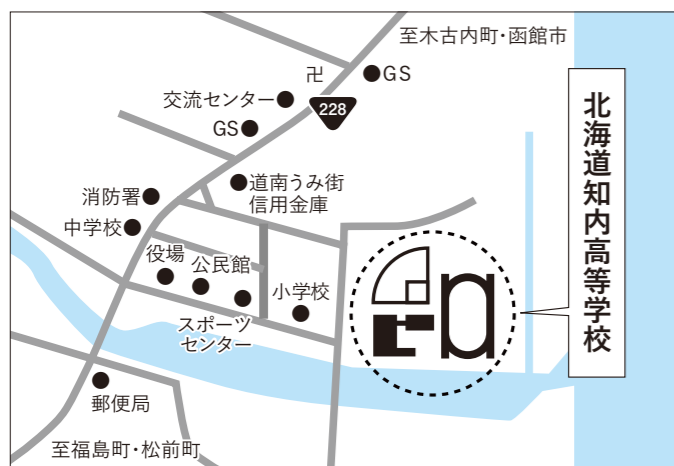 至木古内町・函館市
卍
GS
交流センター
228
GS
道南うみ街
信用金庫
消防署
中学校
役場
公民館
小学校
スポーツ
センター
北海道知内高等学校
郵便局
至福島町・松前町